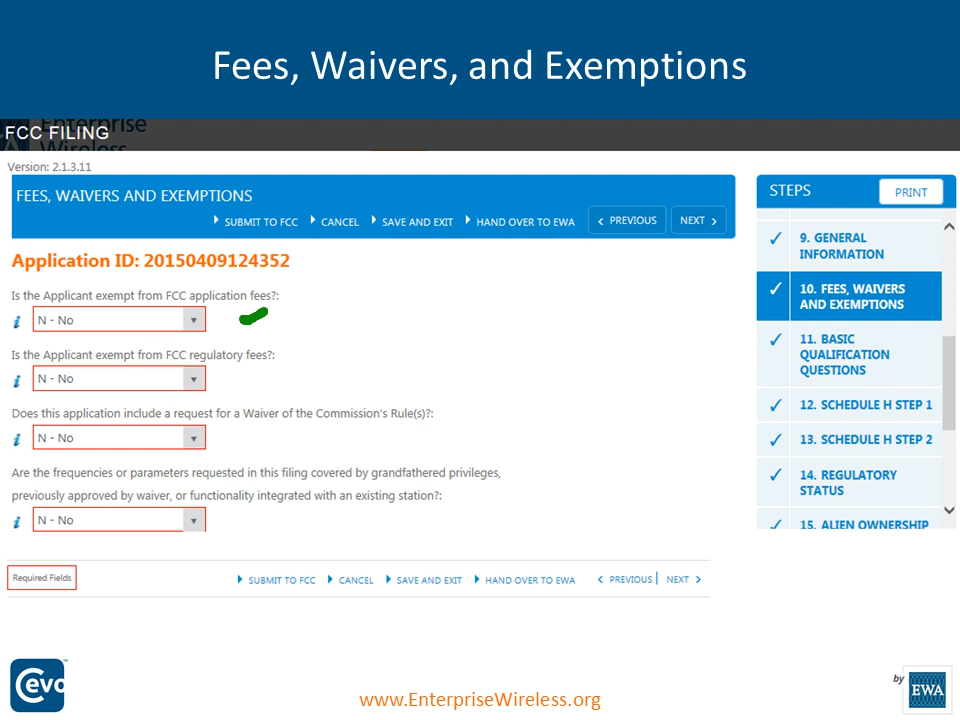 Fees, Waivers, and Exemptions
Enterprise
FCC FILING
Wireless
Version: 2.1.3.11
FEES, WAIVERS AND EXEMPTIONS
SUBMIT TO FCC CANCEL SAVE AND EXIT HAND OVER TO EWA PREVIOUS NEXT
Application ID: 20150409124352
Is the Applicant exempt from FCC application fees?:
N - No
Is the Applicant exempt from FCC regulatory fees?:
N - No
Does this application include a request for a Waiver of the Commission's Rule(s)?:
N - No
Are the frequencies or parameters requested in this filing covered by grandfathered privileges,
previously approved by waiver, or functionality integrated with an existing station?:
N - No
Required Fields
SUBMIT TO FCC CANCEL SAVE AND EXIT HAND OVER TO EWA PREVIOUS NEXT
STEPS
PRINT
9. GENERAL
INFORMATION
10. FEES, WAIVERS
AND EXEMPTIONS
11. BASIC
QUALIFICATION
QUESTIONS
12. SCHEDULE H STEP 1
13. SCHEDULE H STEP 2
14. REGULATORY
STATUS
15. ALIEN OWNERSHIP
Cevo
www.EnterpriseWireless.org
by
EWA